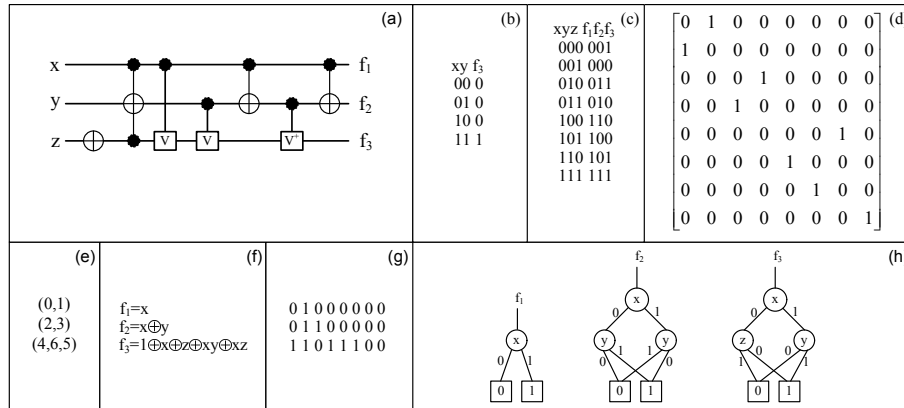 (a)
x f₁
y f₂
z V V V⁺ f₃
(b)
xy f₃
00 0
01 0
10 0
11 1
(c)
xyz f₁f₂f₃
000 001
001 000
010 011
011 010
100 110
101 100
110 101
111 111
(d)
0 1 0 0 0 0 0 0
1 0 0 0 0 0 0 0
0 0 0 1 0 0 0 0
0 0 1 0 0 0 0 0
0 0 0 0 0 0 1 0
0 0 0 0 1 0 0 0
0 0 0 0 0 1 0 0
0 0 0 0 0 0 0 1
(e)
(0,1)
(2,3)
(4,6,5)
(f)
f₁=x
f₂=x⊕y
f₃=1⊕x⊕z⊕xy⊕xz
(g)
0 1 0 0 0 0 0 0
0 1 1 0 0 0 0 0
1 1 0 1 1 1 0 0
(h)
f₁
x
0 1
0 1
f₂
x
0 1
y y
0 1 0 1
0 1
f₃
x
0 1
z y
1 0 0 1
0 1